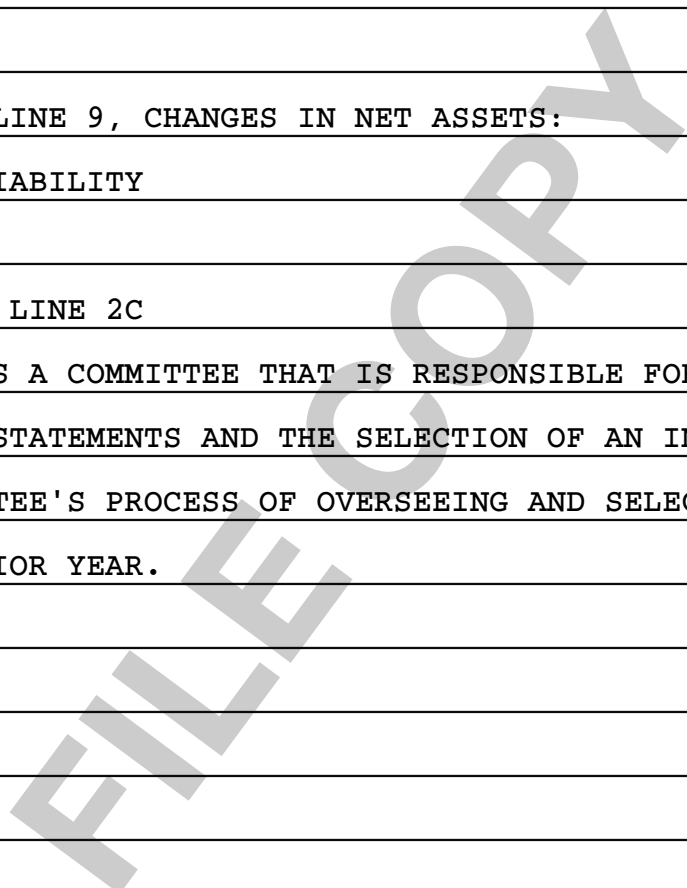 LINE 9, CHANGES IN NET ASSETS:
IABILITY
LINE 2C
S A COMMITTEE THAT IS RESPONSIBLE FO
STATEMENTS AND THE SELECTION OF AN I
TEE'S PROCESS OF OVERSEEING AND SELE
IOR YEAR.
FILE COPY